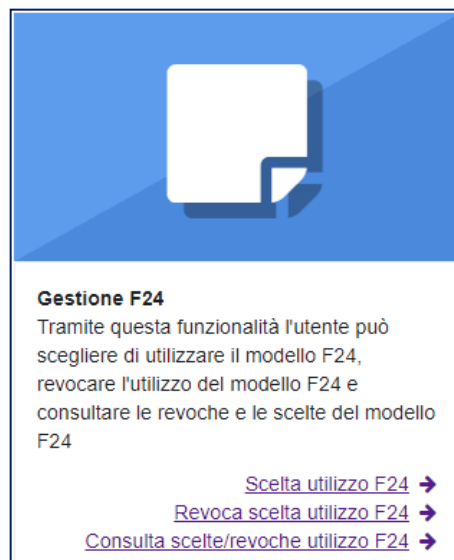 Gestione F24
Tramite questa funzionalità l'utente può
scegliere di utilizzare il modello F24,
revocare l'utilizzo del modello F24 e
consultare le revoche e le scelte del modello
F24
Scelta utilizzo F24 →
Revoca scelta utilizzo F24 →
Consulta scelte/revoche utilizzo F24 →